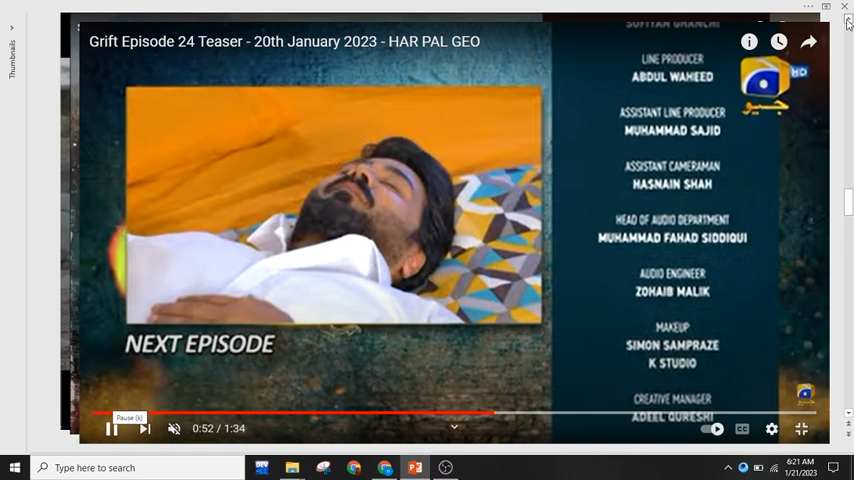 Thumbnails
Grift Episode 24 Teaser - 20th January 2023 - HAR PAL GEO
SUFIYAN GHANCHI
LINE PRODUCER
ABDUL WAHEED
HD
جیو
ASSISTANT LINE PRODUCER
MUHAMMAD SAJID
ASSISTANT CAMERAMAN
HASNAIN SHAH
HEAD OF AUDIO DEPARTMENT
MUHAMMAD FAHAD SIDDIQUI
AUDIO ENGINEER
ZOHAIB MALIK
MAKEUP
SIMON SAMPRAZE
K STUDIO
CREATIVE MANAGER
ADEEL QURESHI
NEXT EPISODE
Pause (k)
0:52 / 1:34
Type here to search
DEV
6:21 AM
1/21/2023